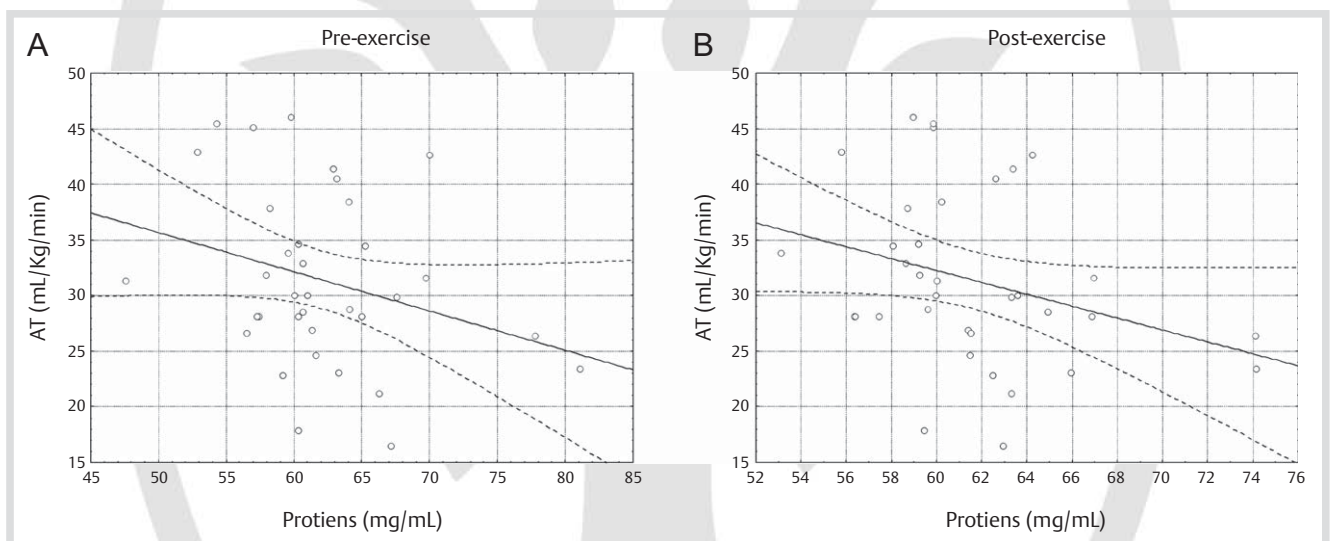 A
Pre-exercise
50
45
40
35
30
25
20
15
AT (mL/Kg/min)
45 50 55 60 65 70 75 80 85
Protiens (mg/mL)
B
Post-exercise
50
45
40
35
30
25
20
15
AT (mL/Kg/min)
52 54 56 58 60 62 64 66 68 70 72 74 76
Protiens (mg/mL)